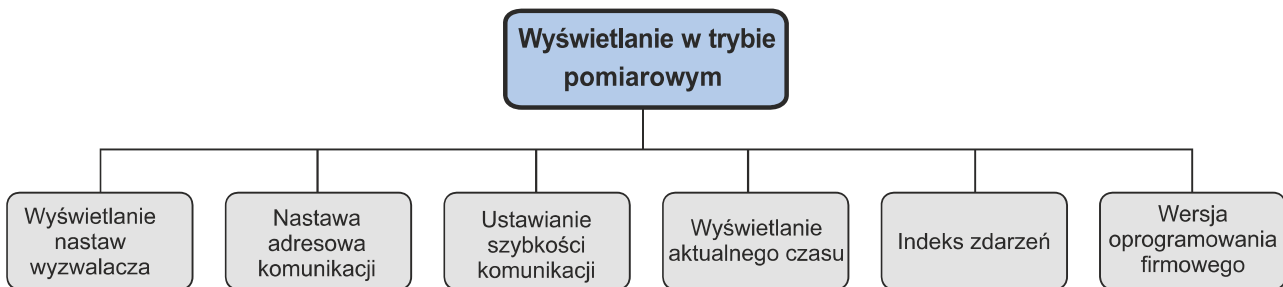 Wyświetlanie w trybie
pomiarowym
Wyświetlanie
nastaw
wyzwalacza
Nastawa
adresowa
komunikacji
Ustawianie
szybkości
komunikacji
Wyświetlanie
aktualnego czasu
Indeks zdarzeń
Wersja
oprogramowania
firmowego